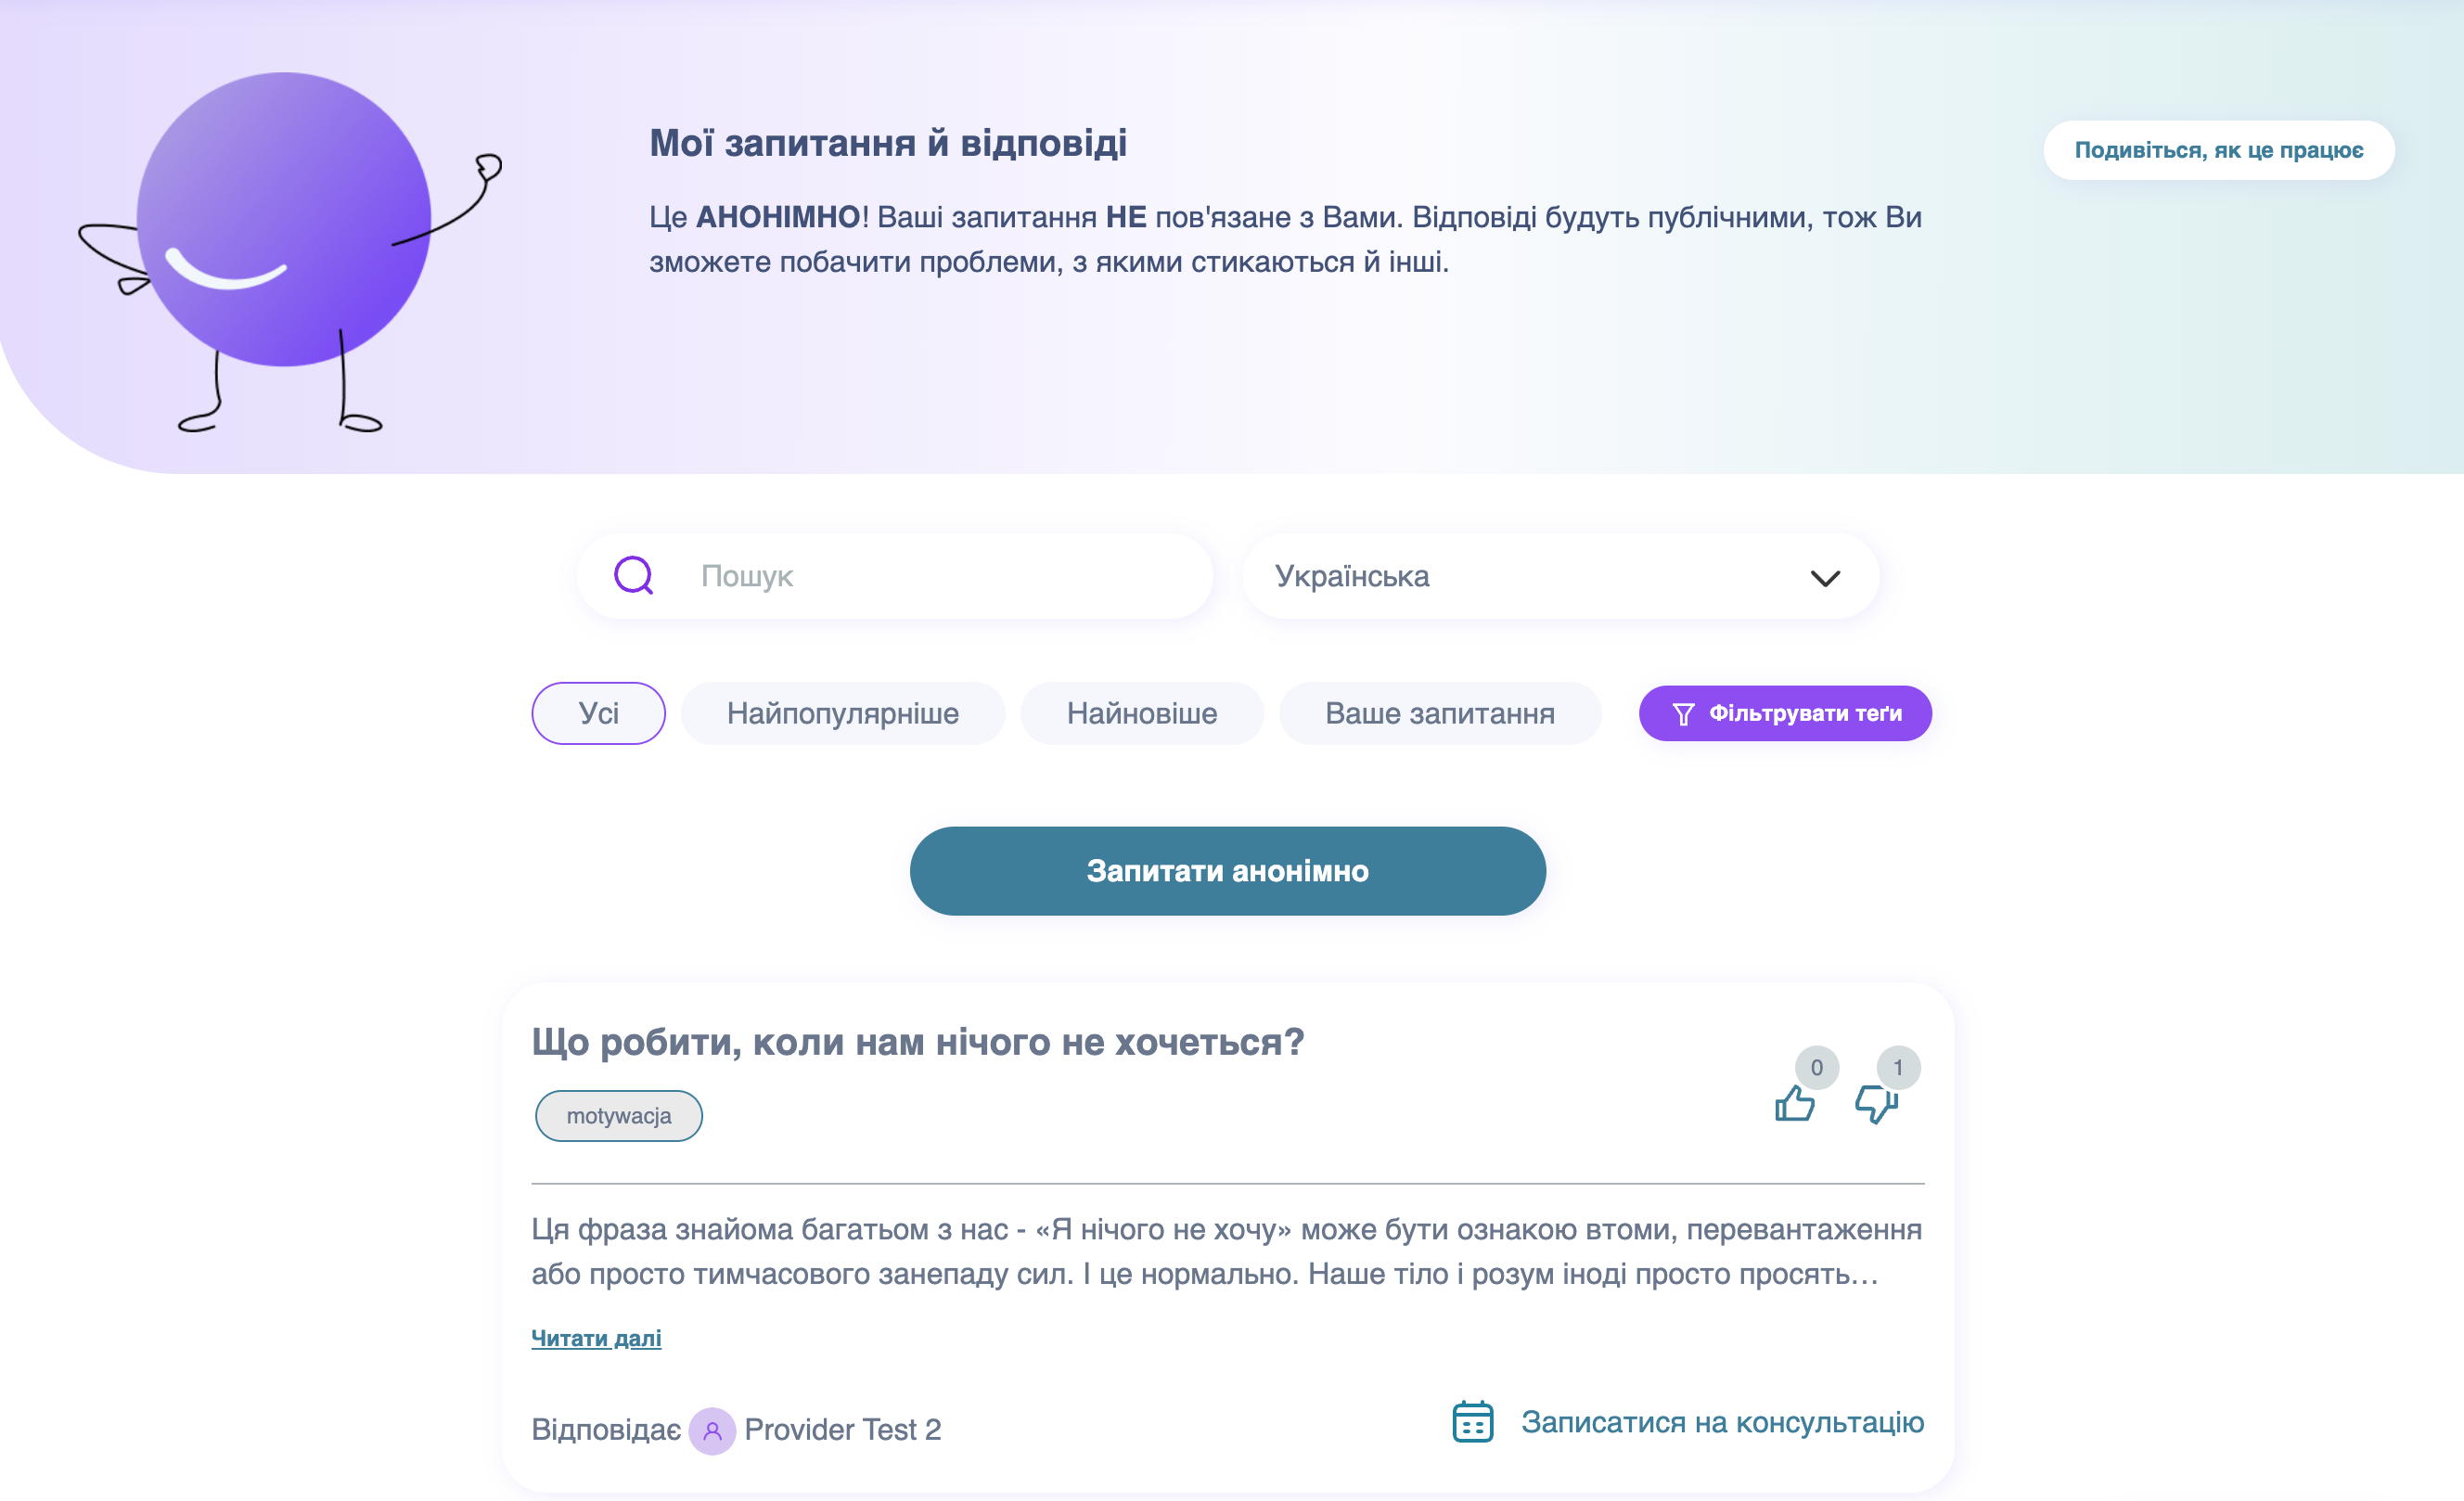 Мої запитання й відповіді
Подивіться, як це працює
Це АНОНІМНО! Ваші запитання НЕ пов'язане з Вами. Відповіді будуть публічними, тож Ви
зможете побачити проблеми, з якими стикаються й інші.
Пошук
Українська
Усі
Найпопулярніше
Найновіше
Ваше запитання
Фільтрувати теґи
Запитати анонімно
Що робити, коли нам нічого не хочеться?
0
1
motywacja
Ця фраза знайома багатьом з нас - «Я нічого не хочу» може бути ознакою втоми, перевантаження
або просто тимчасового занепаду сил. І це нормально. Наше тіло і розум іноді просто просять…
Читати далі
Відповідає Provider Test 2
Записатися на консультацію